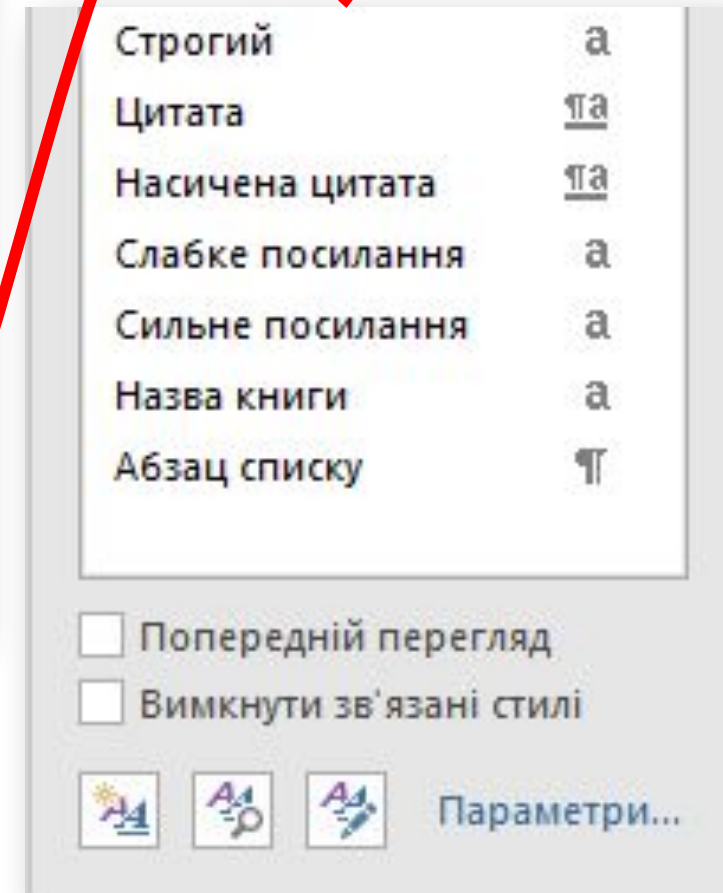 Строгий a
Цитата ¶a
Насичена цитата ¶a
Слабке посилання a
Сильне посилання a
Назва книги a
Абзац списку ¶
Попередній перегляд
Вимкнути зв'язані стилі
Параметри...